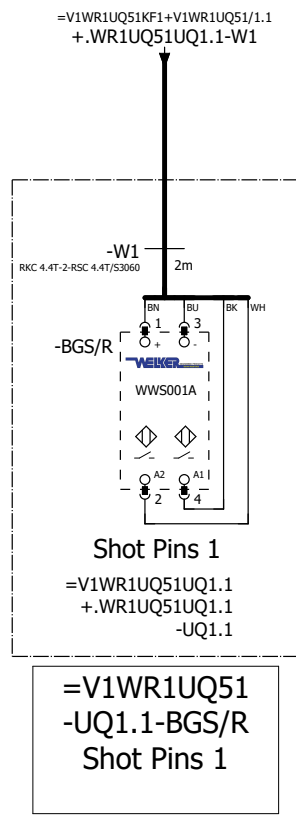 =V1WR1UQ51KF1+V1WR1UQ51/1.1
+.WR1UQ51UQ1.1-W1
-W1
RKC 4.4T-2-RSC 4.4T/S3060
2m
BN BU BK WH
1 3
-BGS/R
+ -
WELKER
WWS001A
A2 A1
2 4
Shot Pins 1
=V1WR1UQ51UQ1.1
+.WR1UQ51UQ1.1
-UQ1.1
=V1WR1UQ51
-UQ1.1-BGS/R
Shot Pins 1